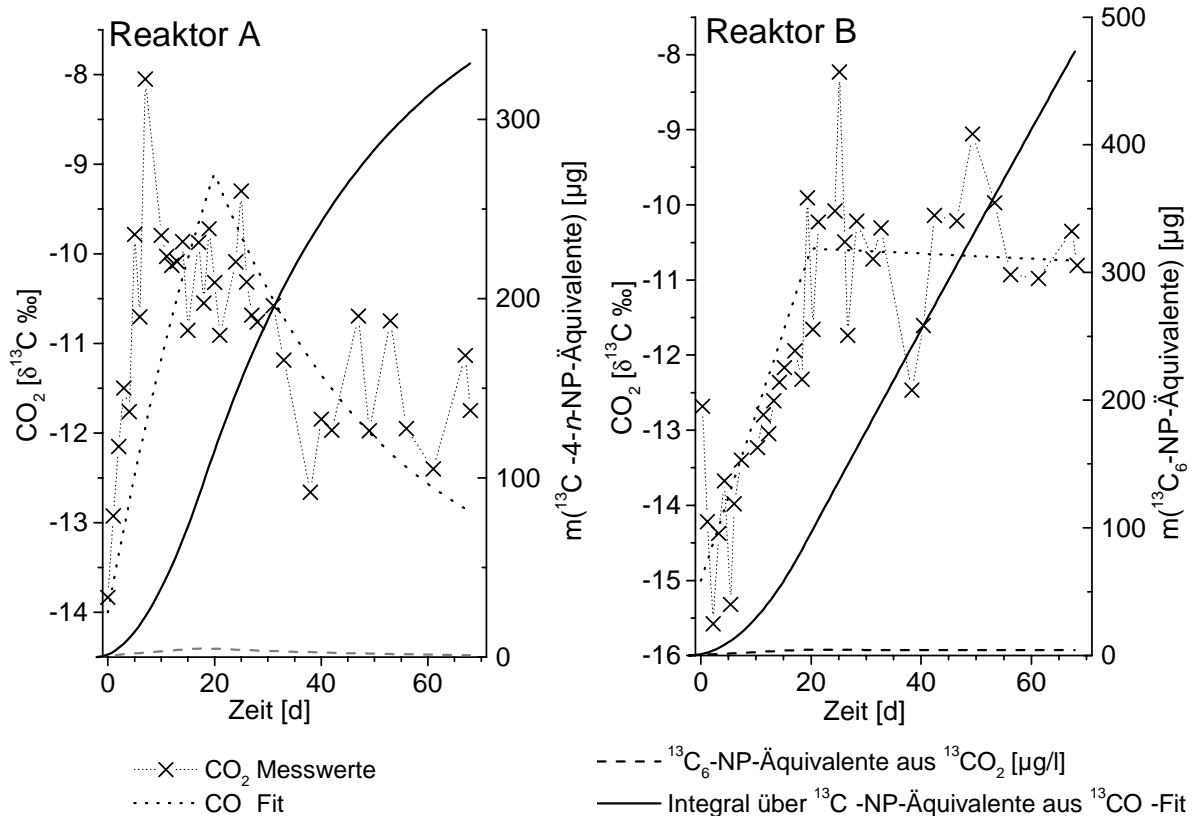 Reaktor A
-8
-9
-10
-11
-12
-13
-14
CO₂ [δ¹³C ‰]
0
20
40
60
Zeit [d]
300
200
100
0
m(¹³C -4-n-NP-Äquivalente) [µg]
Reaktor B
-8
-9
-10
-11
-12
-13
-14
-15
-16
CO₂ [δ¹³C ‰]
0
20
40
60
Zeit [d]
500
400
300
200
100
0
m(¹³C₆-NP-Äquivalente) [µg]
CO₂ Messwerte
CO Fit
¹³C₆-NP-Äquivalente aus ¹³CO₂ [µg/l]
Integral über ¹³C -NP-Äquivalente aus ¹³CO -Fit